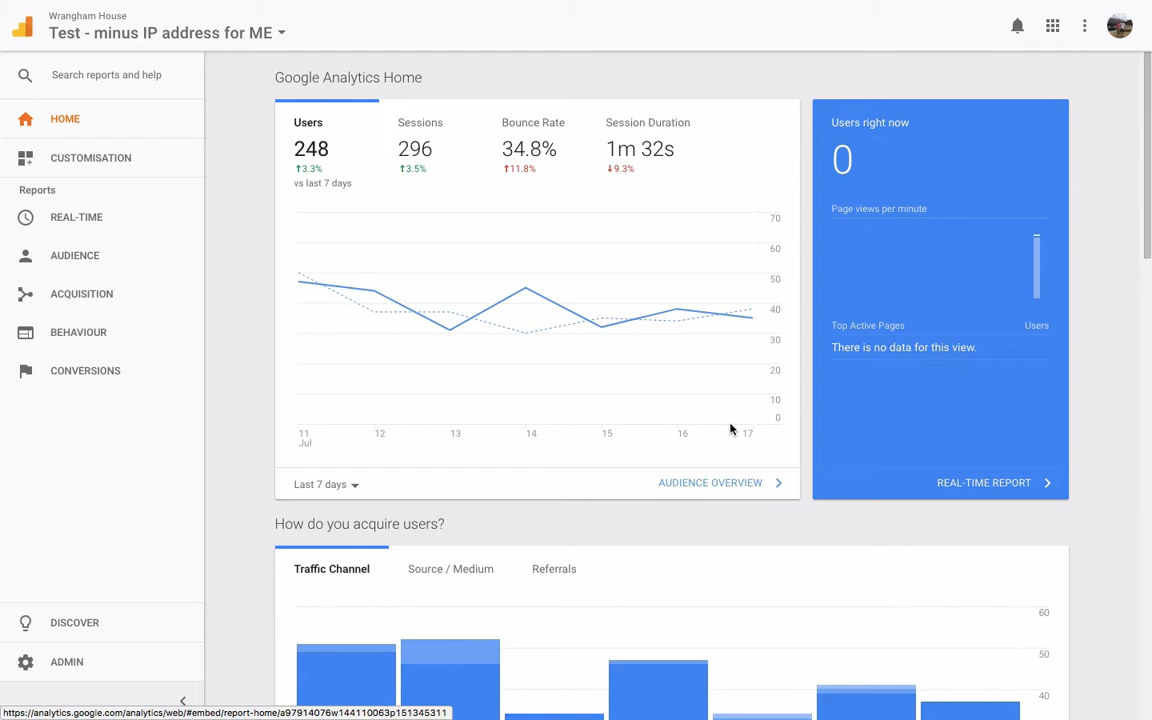 Wrangham House
Test - minus IP address for ME
Search reports and help
HOME
CUSTOMISATION
Reports
REAL-TIME
AUDIENCE
ACQUISITION
BEHAVIOUR
CONVERSIONS
DISCOVER
ADMIN
https://analytics.google.com/analytics/web/#embed/report-home/a97914076w144110063p151345311
Google Analytics Home
Users
248
↑3.3%
vs last 7 days
Sessions
296
↑3.5%
Bounce Rate
34.8%
↑11.8%
Session Duration
1m 32s
↓9.3%
70
60
50
40
30
20
10
0
11 12 13 14 15 16 17
Jul
Last 7 days
AUDIENCE OVERVIEW
Users right now
0
Page views per minute
Top Active Pages Users
There is no data for this view.
REAL-TIME REPORT
How do you acquire users?
Traffic Channel Source / Medium Referrals
60
50
40